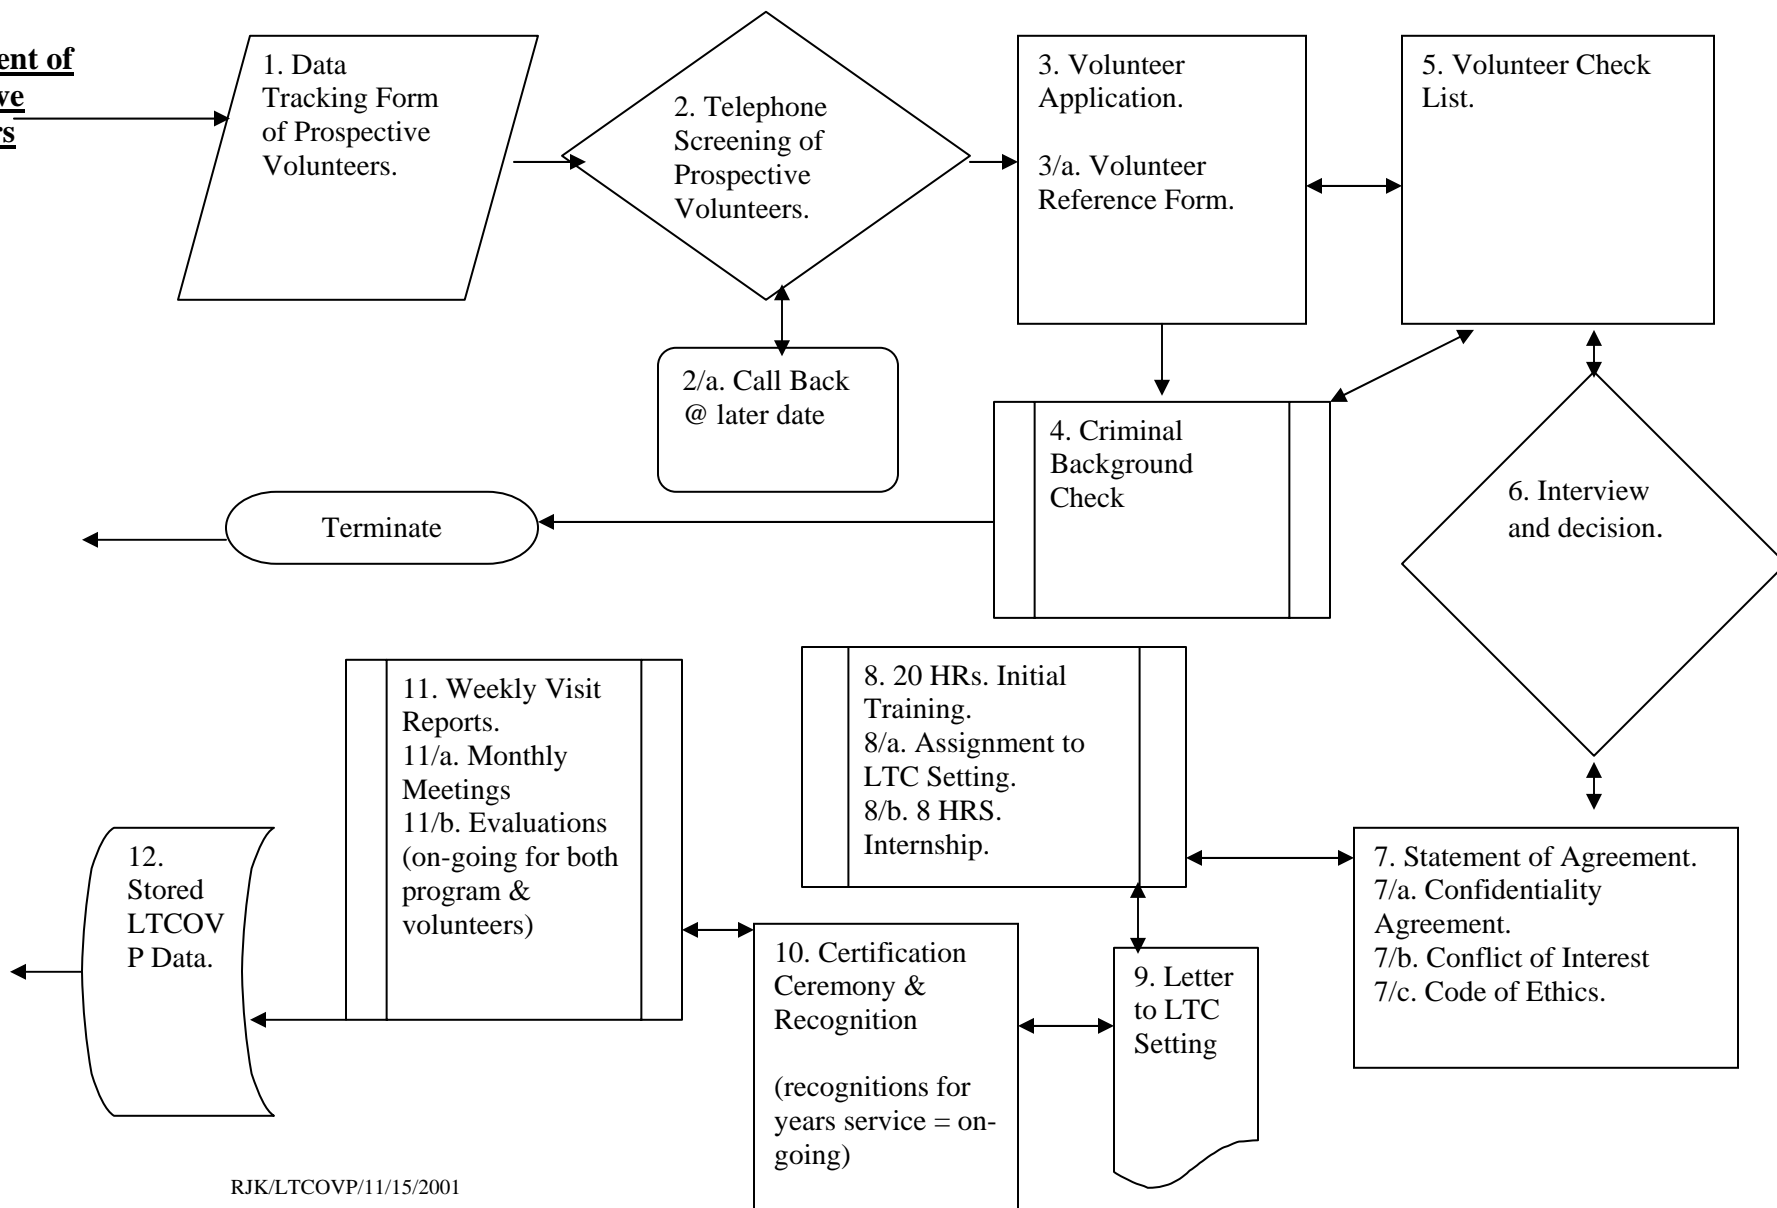 1. Data
Tracking Form
of Prospective
Volunteers.
2. Telephone
Screening of
Prospective
Volunteers.
2/a. Call Back
@ later date
3. Volunteer
Application.
3/a. Volunteer
Reference Form.
5. Volunteer Check
List.
4. Criminal
Background
Check
Terminate
6. Interview
and decision.
7. Statement of Agreement.
7/a. Confidentiality
Agreement.
7/b. Conflict of Interest
7/c. Code of Ethics.
8. 20 HRs. Initial
Training.
8/a. Assignment to
LTC Setting.
8/b. 8 HRS.
Internship.
9. Letter
to LTC
Setting
10. Certification
Ceremony &
Recognition
(recognitions for
years service = on-
going)
11. Weekly Visit
Reports.
11/a. Monthly
Meetings
11/b. Evaluations
(on-going for both
program &
volunteers)
12.
Stored
LTCOV
P Data.
RJK/LTCOVP/11/15/2001